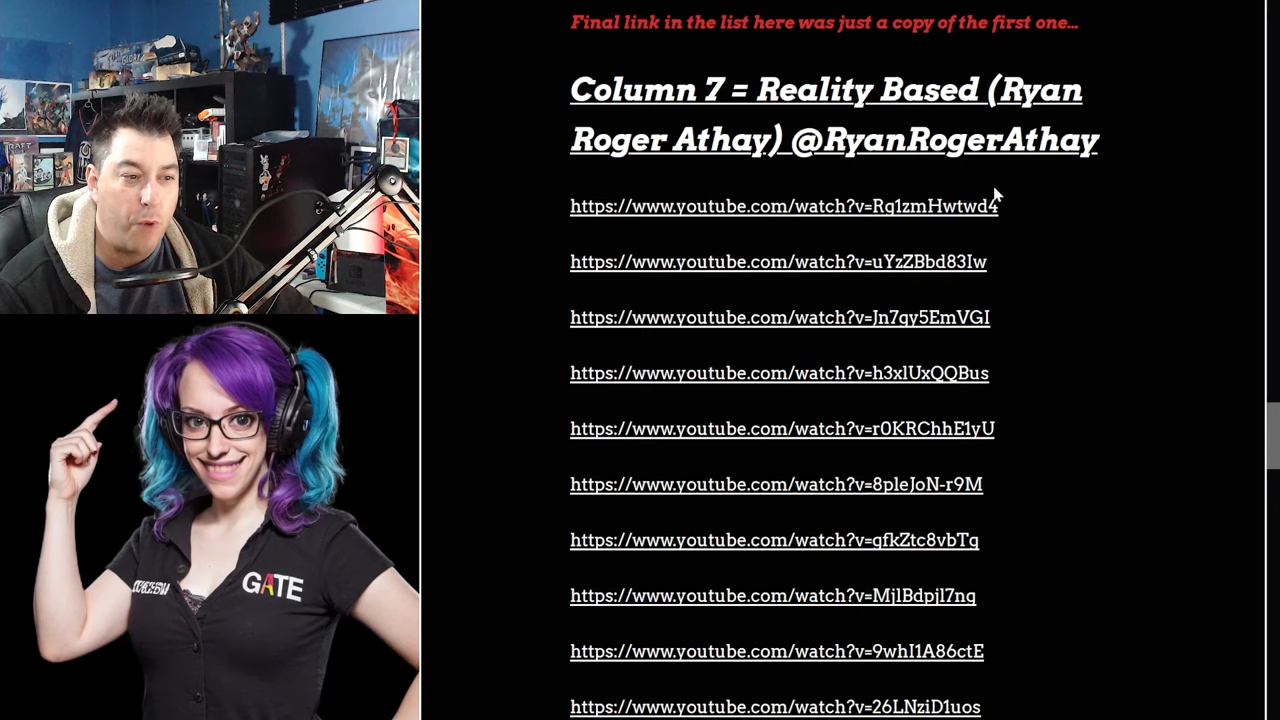 Final link in the list here was just a copy of the first one...
Column 7 = Reality Based (Ryan
Roger Athay) @RyanRogerAthay
https://www.youtube.com/watch?v=Rg1zmHwtwd4
https://www.youtube.com/watch?v=uYzZBbd83Iw
https://www.youtube.com/watch?v=Jn7gy5EmVGI
https://www.youtube.com/watch?v=h3xlUxQQBus
https://www.youtube.com/watch?v=r0KRChhE1yU
https://www.youtube.com/watch?v=8pleJoN-r9M
https://www.youtube.com/watch?v=qfkZtc8vbTq
https://www.youtube.com/watch?v=MjlBdpjl7nq
https://www.youtube.com/watch?v=9whI1A86ctE
https://www.youtube.com/watch?v=26LNziD1uos
GATE